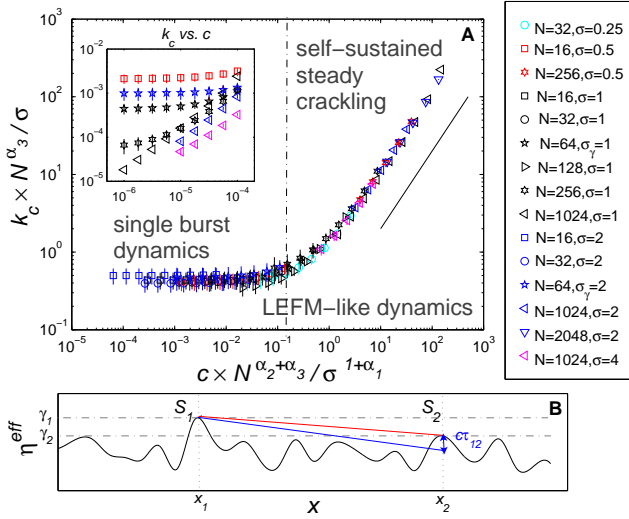 A
k_c vs. c
10^−2
10^−3
10^−4
10^−5
10^−6 10^−5 10^−4
self−sustained
steady
crackling
single burst
dynamics
LEFM−like dynamics
k_c × N^α_3 / σ
10^3
10^2
10^1
10^0
10^−1
10^−5 10^−4 10^−3 10^−2 10^−1 10^0 10^1 10^2 10^3
c × N^α_2+α_3 / σ^1+α_1
N=32,σ=0.25
N=16,σ=0.5
N=256,σ=0.5
N=16,σ=1
N=32,σ=1
N=64,σ_γ=1
N=128,σ=1
N=256,σ=1
N=1024,σ=1
N=16,σ=2
N=32,σ=2
N=64,σ_γ=2
N=1024,σ=2
N=2048,σ=2
N=1024,σ=4
B
η^eff
γ_1
γ_2
S_1
S_2
cτ_12
x_1
x
x_2